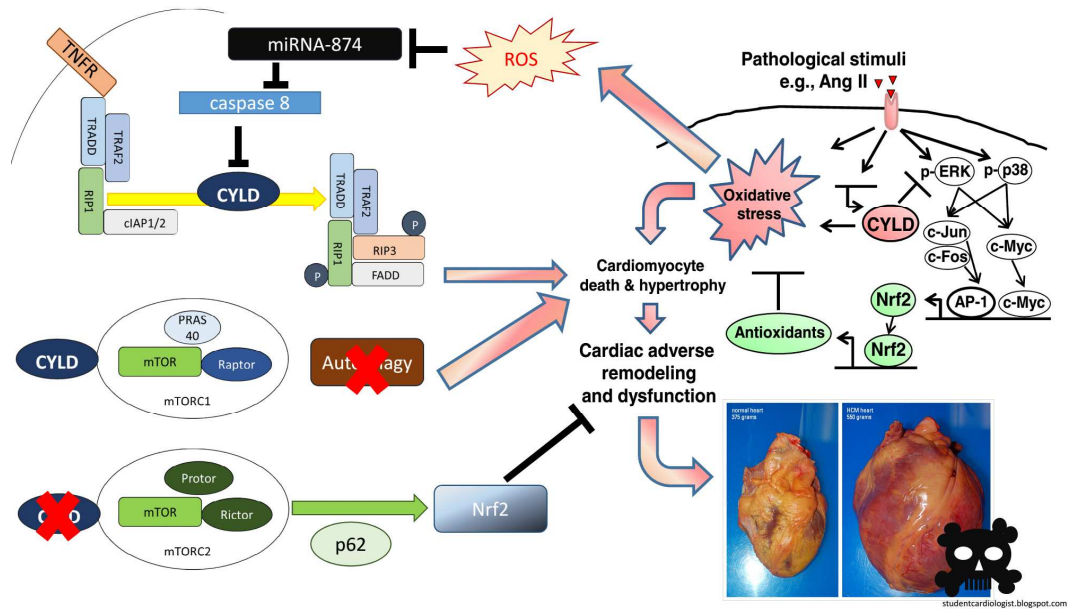 TNFR
miRNA-874
ROS
Pathological stimuli
e.g., Ang II
caspase 8
TRADD
TRAF2
RIP1
cIAP1/2
CYLD
TRADD
TRAF2
RIP1
P
RIP3
P
FADD
Oxidative
stress
p-ERK
p-p38
CYLD
c-Jun
c-Fos
c-Myc
Cardiomyocyte
death & hypertrophy
Nrf2
AP-1
c-Myc
Antioxidants
Nrf2
CYLD
PRAS
40
mTOR
Raptor
mTORC1
Autophagy
Cardiac adverse
remodeling
and dysfunction
CYLD
Protor
mTOR
Rictor
mTORC2
p62
Nrf2
normal heart
375 grams
HCM heart
550 grams
studentcardiologist.blogspot.com